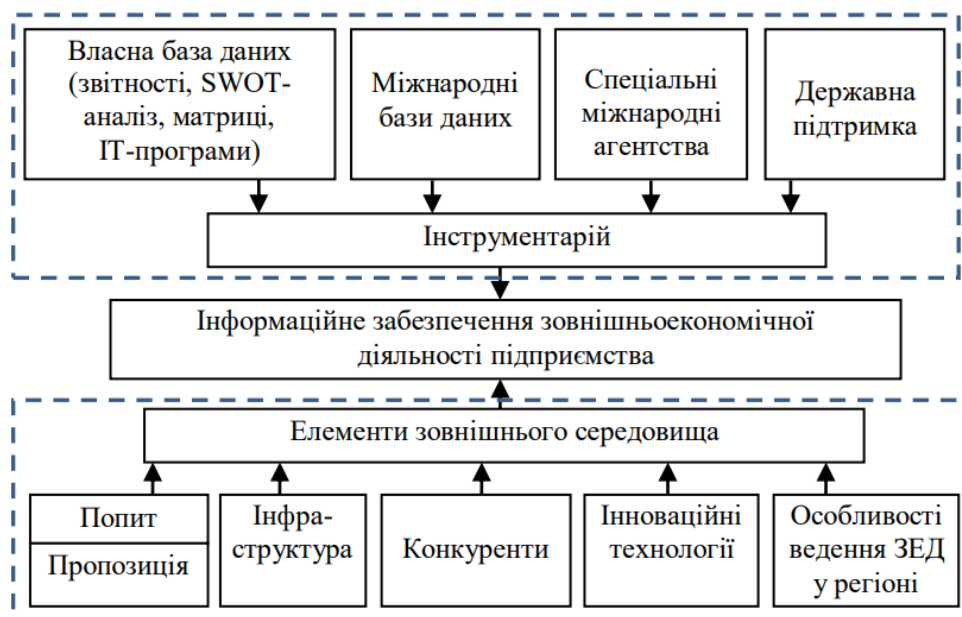 Власна база даних
(звітності, SWOT-
аналіз, матриці,
ІТ-програми)
Міжнародні
бази даних
Спеціальні
міжнародні
агентства
Державна
підтримка
Інструментарій
Інформаційне забезпечення зовнішньоекономічної
діяльності підприємства
Елементи зовнішнього середовища
Попит
Пропозиція
Інфра-
структура
Конкуренти
Інноваційні
технології
Особливості
ведення ЗЕД
у регіоні